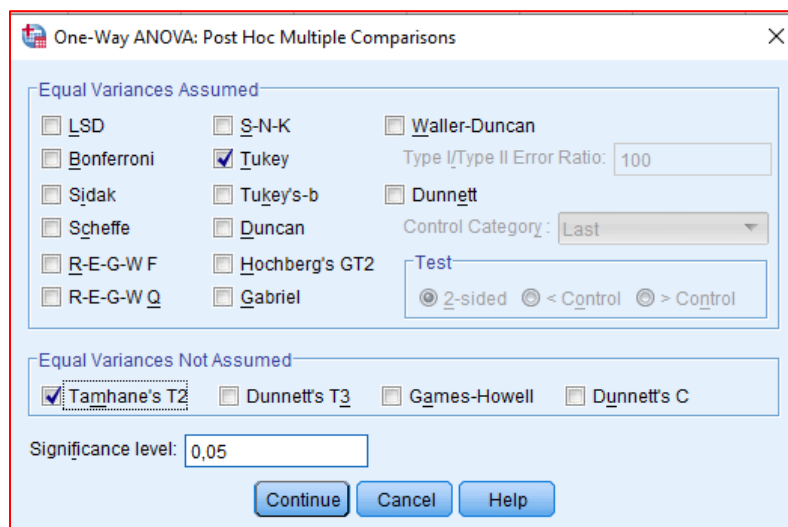 One-Way ANOVA: Post Hoc Multiple Comparisons
Equal Variances Assumed
LSD S-N-K Waller-Duncan
Bonferroni Tukey Type I/Type II Error Ratio: 100
Sidak Tukey's-b Dunnett
Scheffe Duncan Control Category: Last
R-E-G-W F Hochberg's GT2 Test
R-E-G-W Q Gabriel 2-sided < Control > Control
Equal Variances Not Assumed
Tamhane's T2 Dunnett's T3 Games-Howell Dunnett's C
Significance level: 0,05
Continue Cancel Help